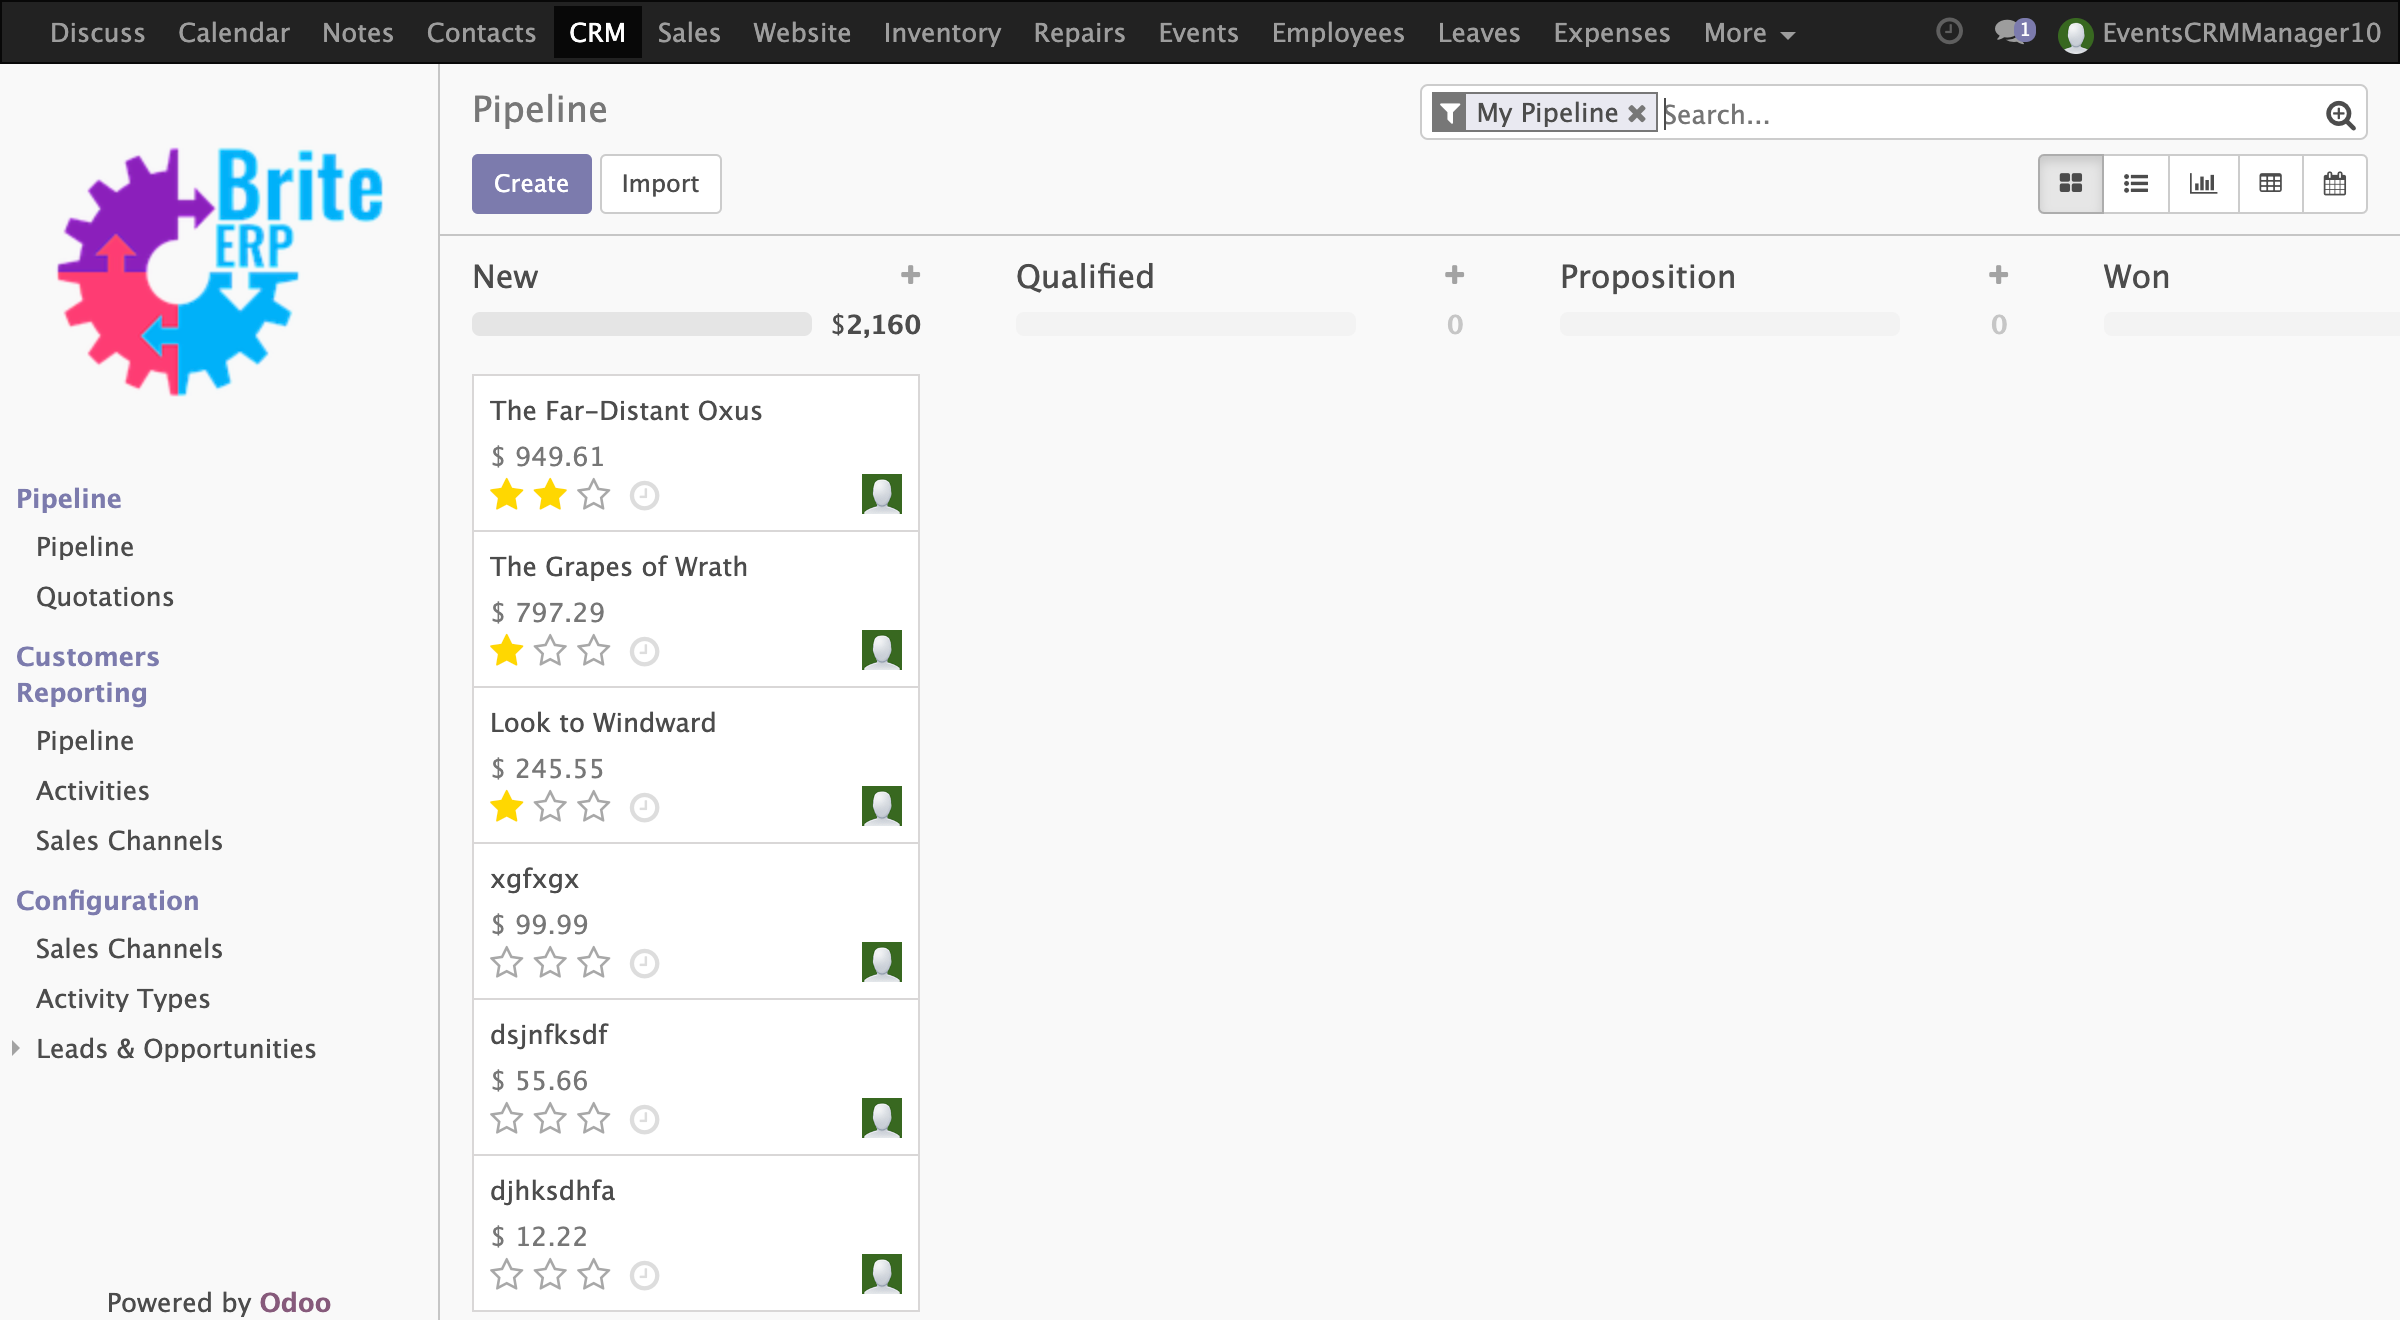 Discuss Calendar Notes Contacts CRM Sales Website Inventory Repairs Events Employees Leaves Expenses More 1 EventsCRMManager10
Brite
ERP
Pipeline
Pipeline
Quotations
Customers
Reporting
Pipeline
Activities
Sales Channels
Configuration
Sales Channels
Activity Types
Leads & Opportunities
Powered by Odoo
Pipeline
My Pipeline Search...
Create Import
New
$2,160
The Far-Distant Oxus
$ 949.61
The Grapes of Wrath
$ 797.29
Look to Windward
$ 245.55
xgfxgx
$ 99.99
dsjnfksdf
$ 55.66
djhksdhfa
$ 12.22
Qualified
0
Proposition
0
Won